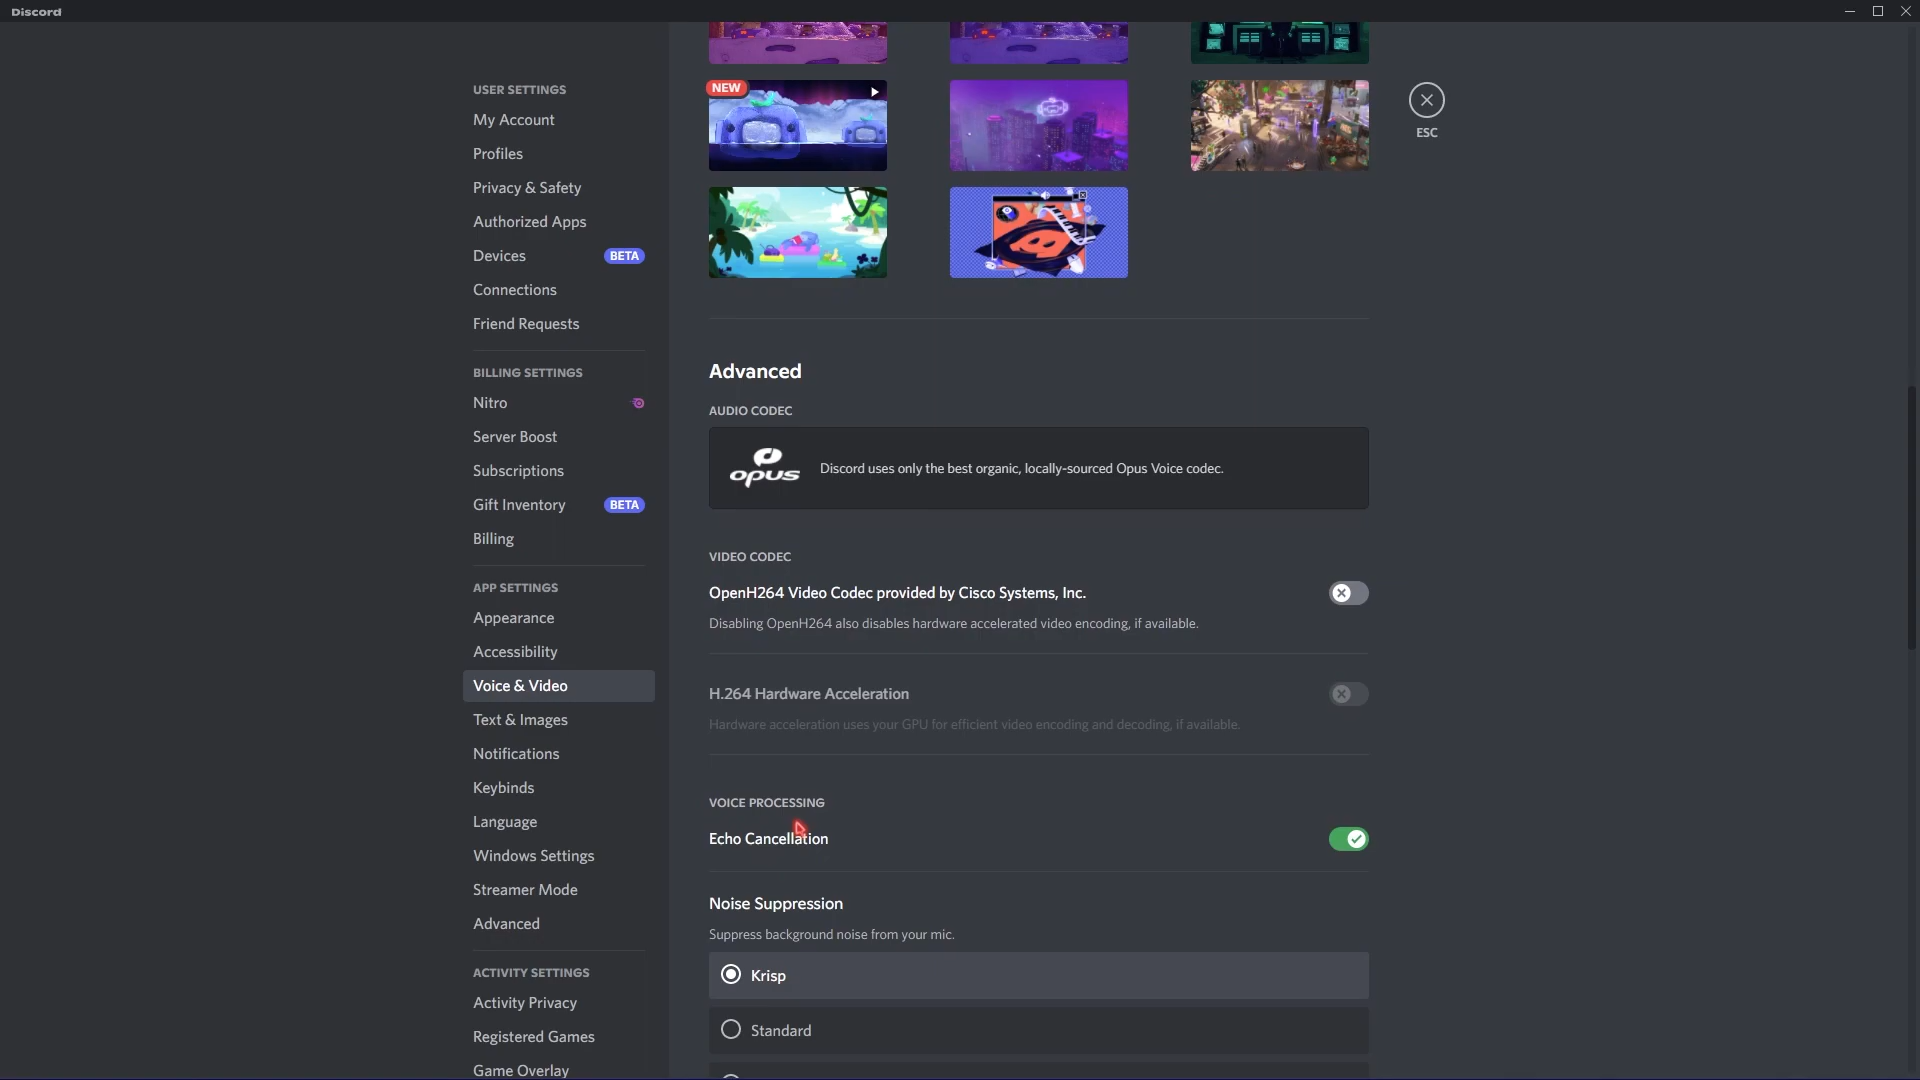 Discord
USER SETTINGS
My Account
Profiles
Privacy & Safety
Authorized Apps
Devices BETA
Connections
Friend Requests
BILLING SETTINGS
Nitro
Server Boost
Subscriptions
Gift Inventory BETA
Billing
APP SETTINGS
Appearance
Accessibility
Voice & Video
Text & Images
Notifications
Keybinds
Language
Windows Settings
Streamer Mode
Advanced
ACTIVITY SETTINGS
Activity Privacy
Registered Games
Game Overlay
NEW
ESC
Advanced
AUDIO CODEC
opus
Discord uses only the best organic, locally-sourced Opus Voice codec.
VIDEO CODEC
OpenH264 Video Codec provided by Cisco Systems, Inc.
Disabling OpenH264 also disables hardware accelerated video encoding, if available.
H.264 Hardware Acceleration
Hardware acceleration uses your GPU for efficient video encoding and decoding, if available.
VOICE PROCESSING
Echo Cancellation
Noise Suppression
Suppress background noise from your mic.
Krisp
Standard